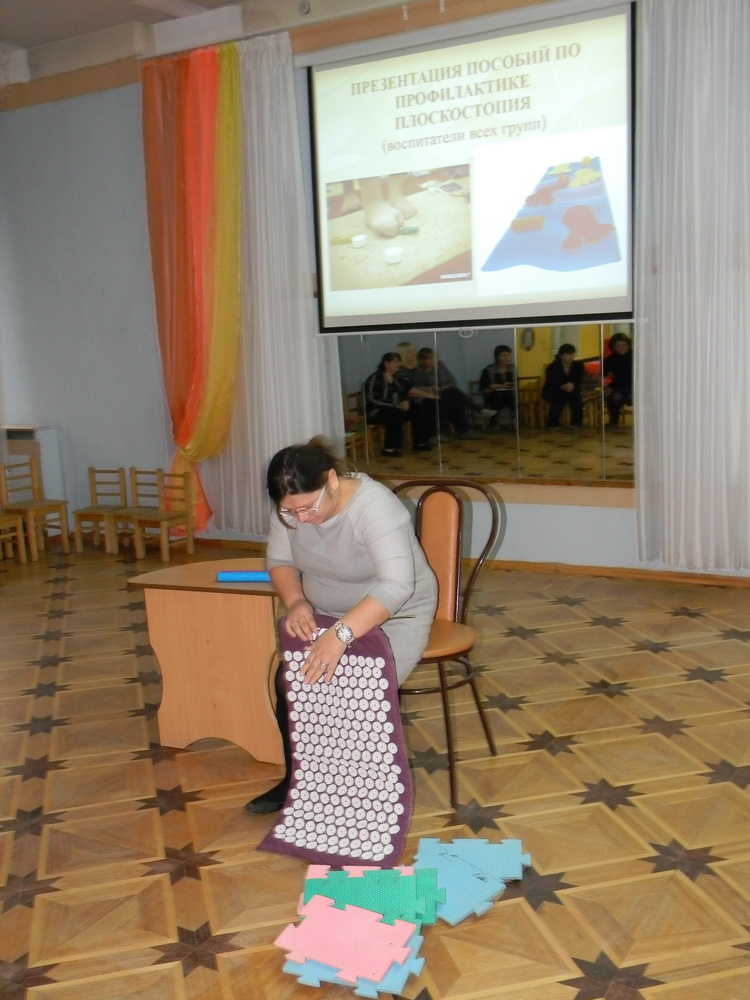 ПРЕЗЕНТАЦИЯ ПОСОБИЙ ПО
ПРОФИЛАКТИКЕ
ПЛОСКОСТОПИЯ
(воспитатели всех групп)